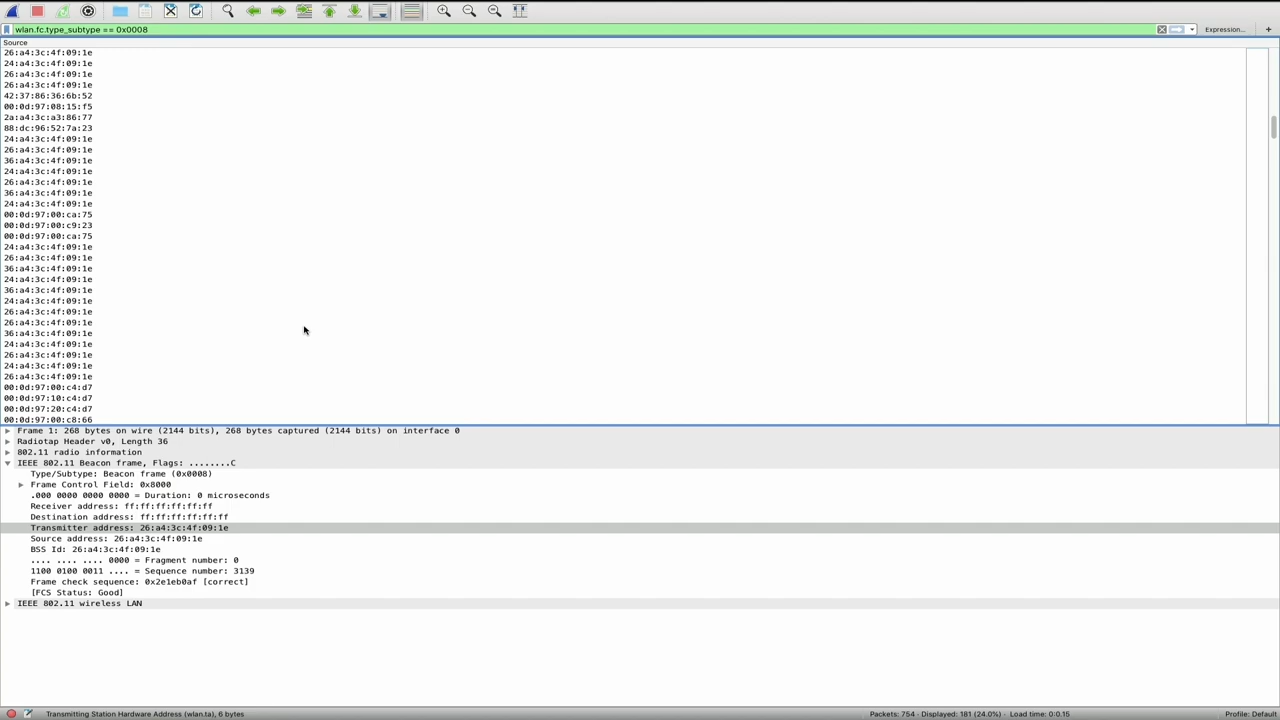 wlan.fc.type_subtype == 0x0008
Expression...
+
Source
26:a4:3c:4f:09:1e
24:a4:3c:4f:09:1e
26:a4:3c:4f:09:1e
26:a4:3c:4f:09:1e
42:37:86:36:6b:52
00:0d:97:08:15:f5
2a:a4:3c:a3:86:77
88:dc:96:52:7a:23
24:a4:3c:4f:09:1e
26:a4:3c:4f:09:1e
36:a4:3c:4f:09:1e
24:a4:3c:4f:09:1e
26:a4:3c:4f:09:1e
36:a4:3c:4f:09:1e
24:a4:3c:4f:09:1e
00:0d:97:00:ca:75
00:0d:97:00:c9:23
00:0d:97:00:ca:75
24:a4:3c:4f:09:1e
26:a4:3c:4f:09:1e
36:a4:3c:4f:09:1e
24:a4:3c:4f:09:1e
36:a4:3c:4f:09:1e
24:a4:3c:4f:09:1e
26:a4:3c:4f:09:1e
26:a4:3c:4f:09:1e
36:a4:3c:4f:09:1e
24:a4:3c:4f:09:1e
26:a4:3c:4f:09:1e
24:a4:3c:4f:09:1e
26:a4:3c:4f:09:1e
00:0d:97:00:c4:d7
00:0d:97:10:c4:d7
00:0d:97:20:c4:d7
00:0d:97:00:c8:66
Frame 1: 268 bytes on wire (2144 bits), 268 bytes captured (2144 bits) on interface 0
Radiotap Header v0, Length 36
802.11 radio information
IEEE 802.11 Beacon frame, Flags: ........C
Type/Subtype: Beacon frame (0x0008)
Frame Control Field: 0x8000
.000 0000 0000 0000 = Duration: 0 microseconds
Receiver address: ff:ff:ff:ff:ff:ff
Destination address: ff:ff:ff:ff:ff:ff
Transmitter address: 26:a4:3c:4f:09:1e
Source address: 26:a4:3c:4f:09:1e
BSS Id: 26:a4:3c:4f:09:1e
.... .... .... 0000 = Fragment number: 0
1100 0100 0011 .... = Sequence number: 3139
Frame check sequence: 0x2e1eb0af [correct]
[FCS Status: Good]
IEEE 802.11 wireless LAN
Transmitting Station Hardware Address (wlan.ta), 6 bytes
Packets: 754 · Displayed: 181 (24.0%) · Load time: 0:0.15
Profile: Default